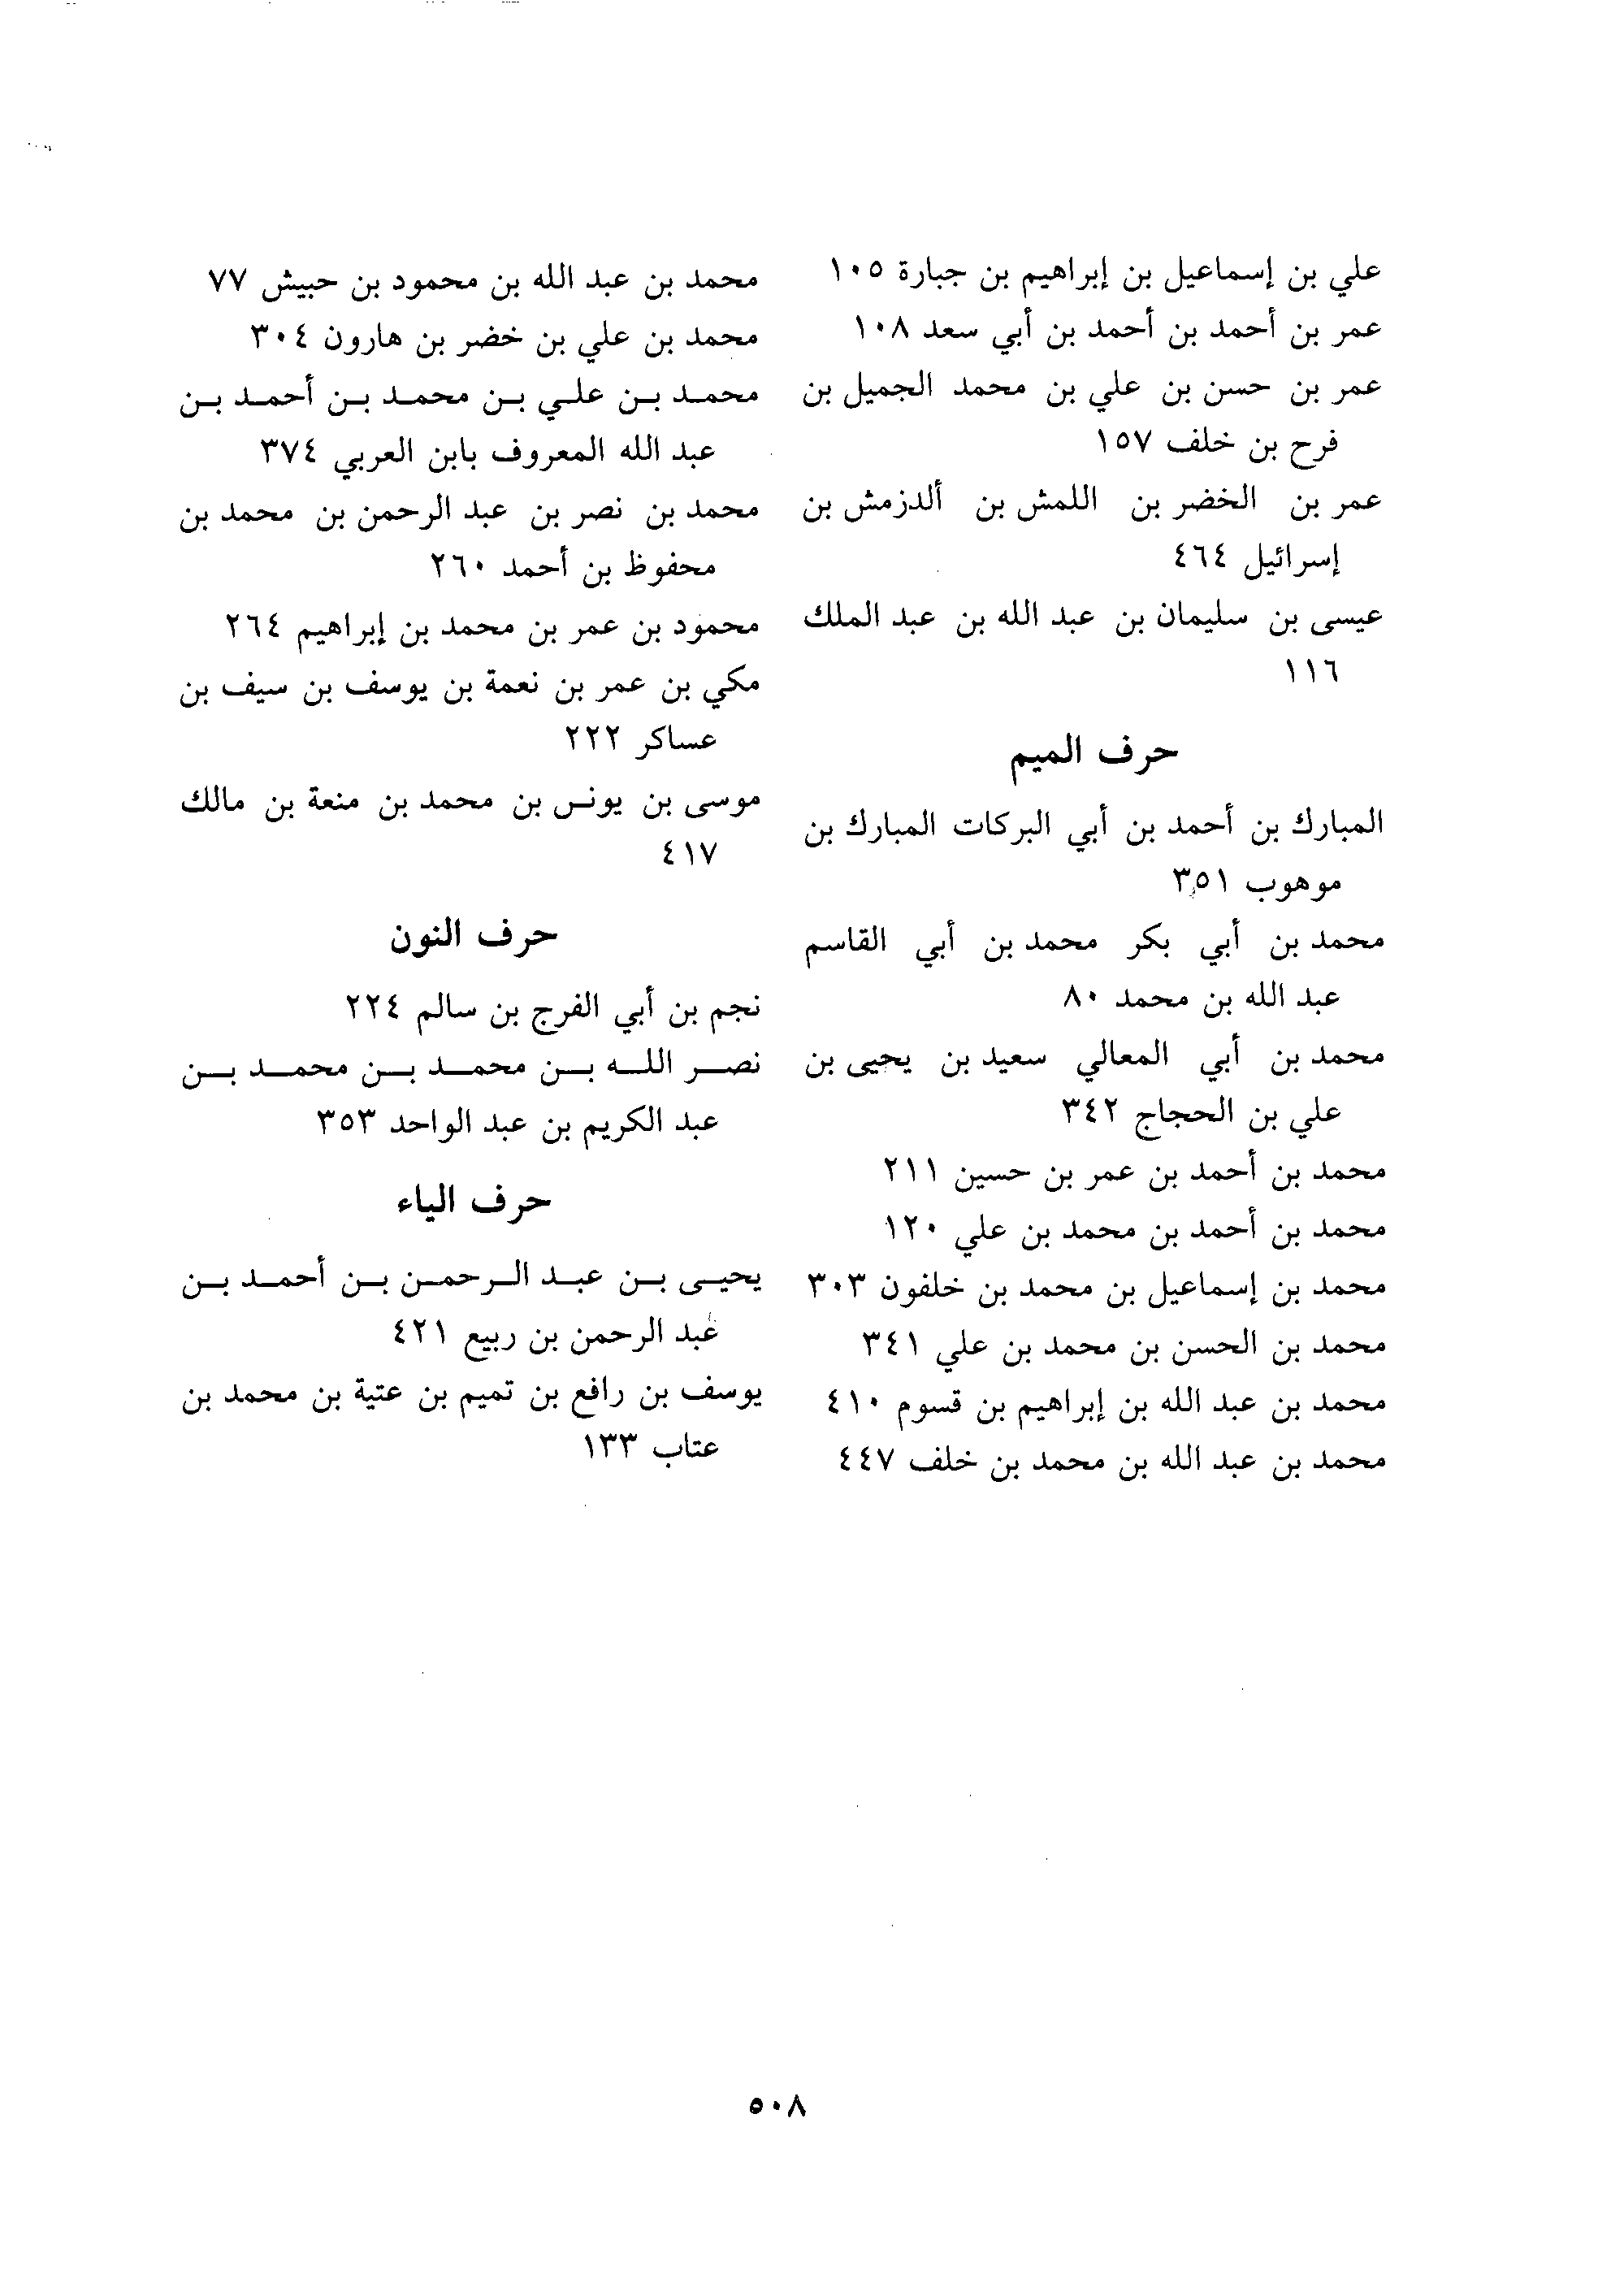 علي بن إسماعيل بن إبراهيم بن جبارة ١٠٥
عمر بن أحمد بن أحمد بن أبي سعد ١٠٨
عمر بن حسن بن علي بن محمد الجميل بن
فرح بن خلف ١٥٧
عمر بن الخضر بن اللمش بن ألدزمش بن
إسرائيل ٤٦٤
عيسى بن سليمان بن عبد الله بن عبد الملك
١١٦
حرف الميم
المبارك بن أحمد بن أبي البركات المبارك بن
موهوب ٣٥١
محمد بن أبي بكر محمد بن أبي القاسم
عبد الله بن محمد ٨٠
محمد بن أبي المعالي سعيد بن يحيى بن
علي بن الحجاج ٣٤٢
محمد بن أحمد بن عمر بن حسين ٢١١
محمد بن أحمد بن محمد بن علي ١٢٠
محمد بن إسماعيل بن محمد بن خلفون ٣٠٣
محمد بن الحسن بن محمد بن علي ٣٤١
محمد بن عبد الله بن إبراهيم بن قسوم ٤١٠
محمد بن عبد الله بن محمد بن خلف ٤٤٧
محمد بن عبد الله بن محمود بن حبيش ٧٧
محمد بن علي بن خضر بن هارون ٣٠٤
محمد بن علي بن محمد بن أحمد بن
عبد الله المعروف بابن العربي ٣٧٤
محمد بن نصر بن عبد الرحمن بن محمد بن
محفوظ بن أحمد ٢٦٠
محمود بن عمر بن محمد بن إبراهيم ٢٦٤
مكي بن عمر بن نعمة بن يوسف بن سيف بن
عساكر ٢٢٢
موسى بن يونس بن محمد بن منعة بن مالك
٤١٧
حرف النون
نجم بن أبي الفرج بن سالم ٢٢٤
نصر الله بن محمد بن محمد بن
عبد الكريم بن عبد الواحد ٣٥٣
حرف الياء
يحيى بن عبد الرحمن بن أحمد بن
عبد الرحمن بن ربيع ٤٢١
يوسف بن رافع بن تميم بن عتبة بن محمد بن
عتاب ١٣٣
٥٠٨